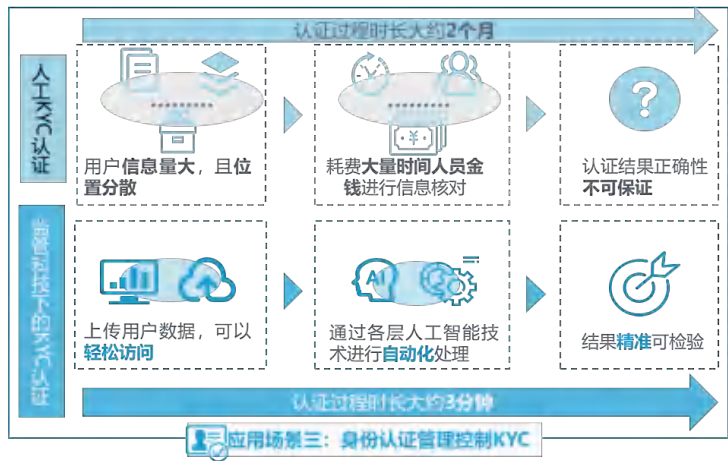 认证过程时长大约2个月
人工KYC认证
用户信息量大，且位
置分散
耗费大量时间人员金
钱进行信息核对
?
认证结果正确性
不可保证
监管科技下的KYC认证
AI
上传用户数据，可以
轻松访问
通过各层人工智能技
术进行自动化处理
结果精准可检验
认证过程时长大约3分钟
应用场景三：身份认证管理控制KYC